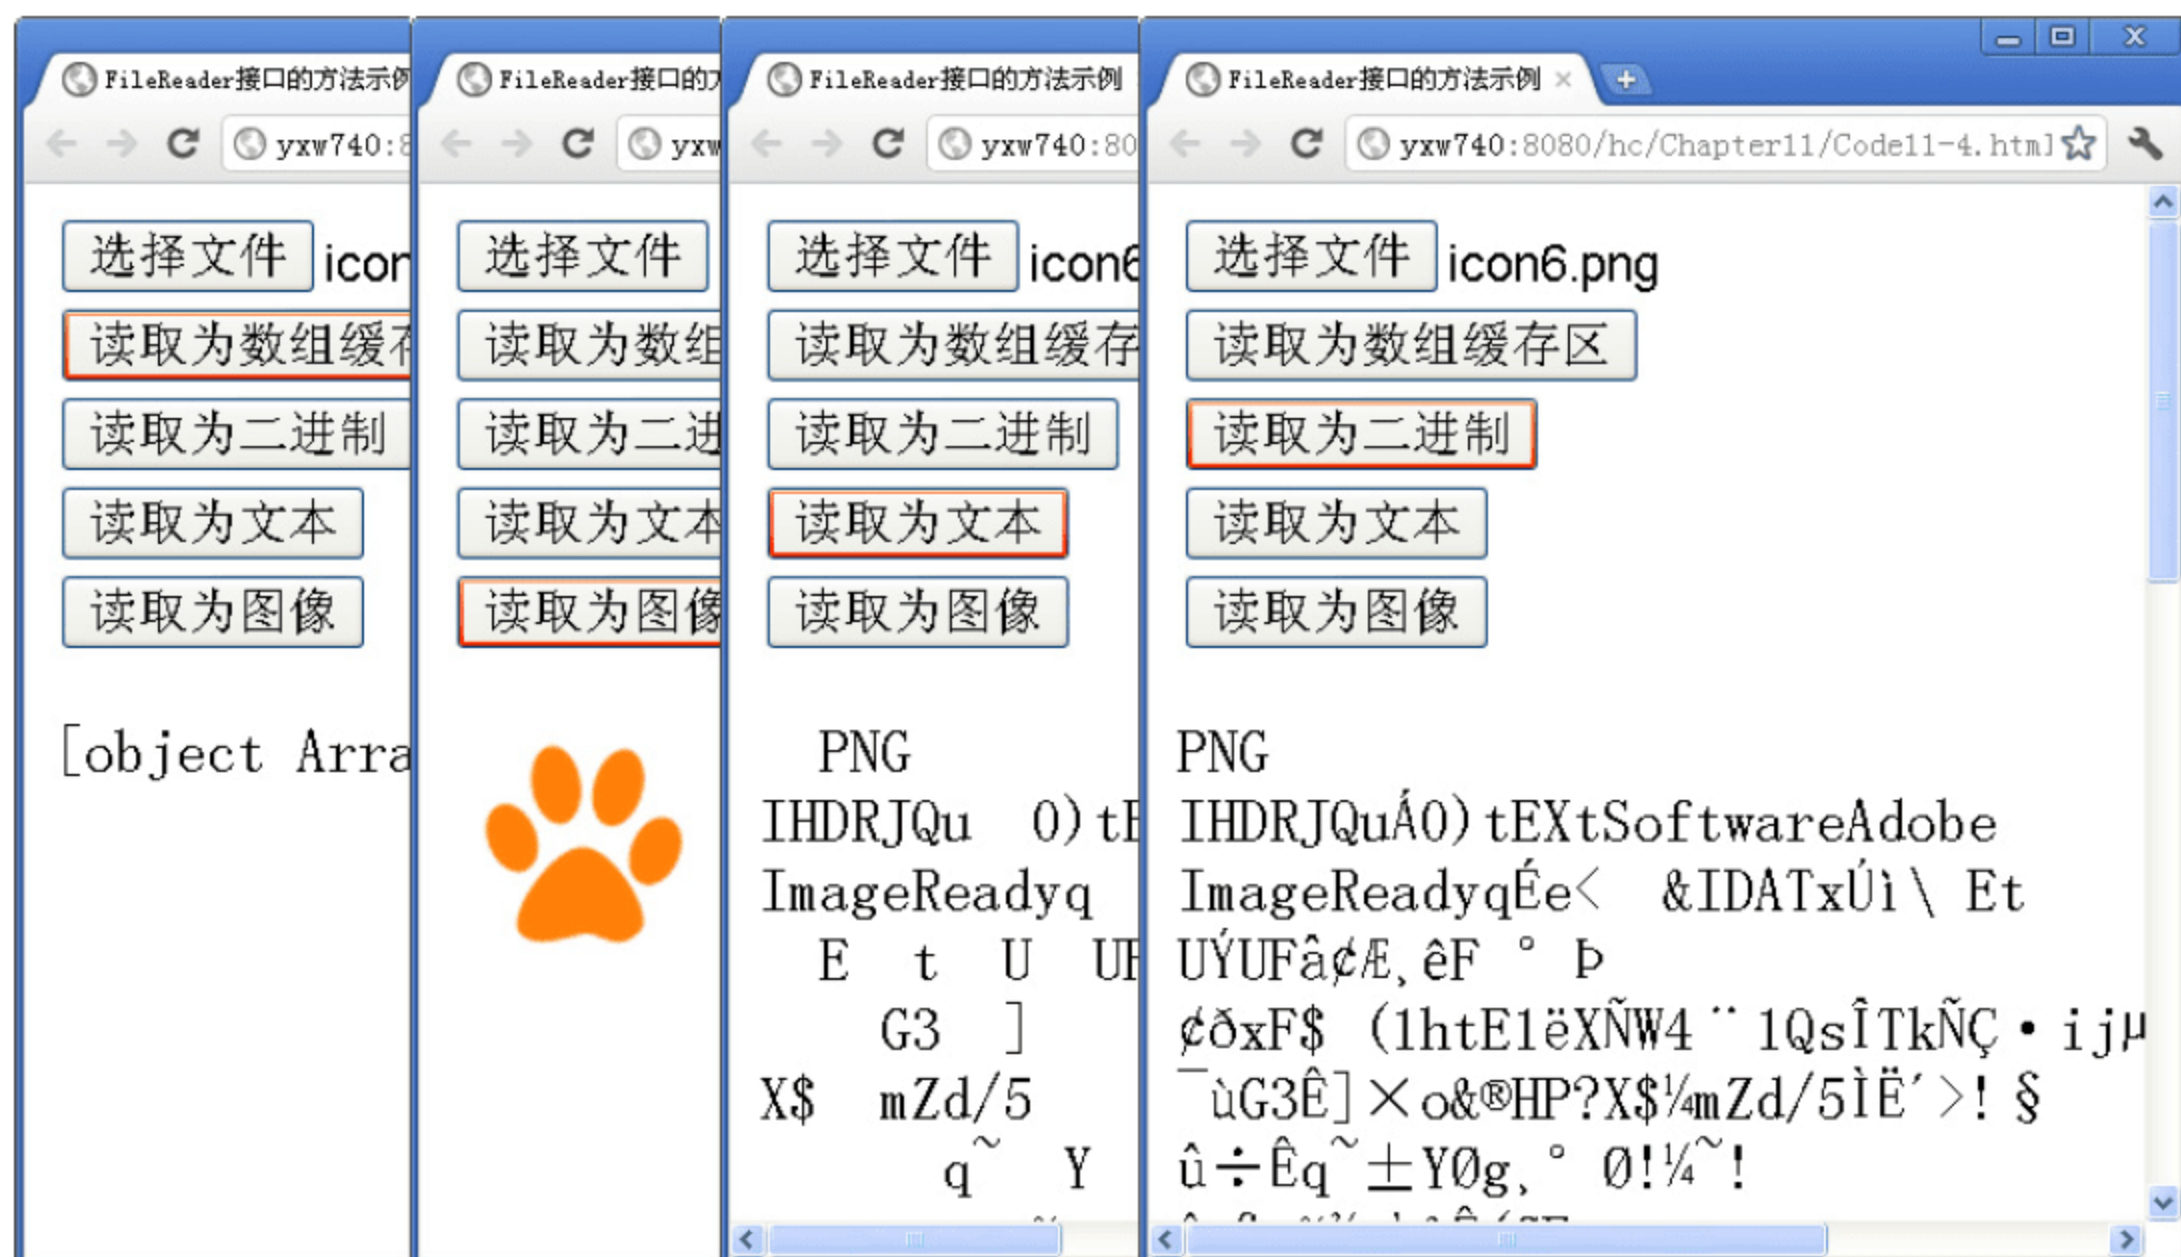 FileReader接口的方法示例
yxw740:8
选择文件 icon
读取为数组缓存
读取为二进制
读取为文本
读取为图像
[object Arra
FileReader接口的方
yxw
选择文件
读取为数组
读取为二进
读取为文本
读取为图像
FileReader接口的方法示例
yxw740:80
选择文件 icon6
读取为数组缓存
读取为二进制
读取为文本
读取为图像
PNG
IHDRJQu 0)tE
ImageReadyq
E t U UF
G3 ]
X$ mZd/5
q~ Y
FileReader接口的方法示例
yxw740:8080/hc/Chapter11/Code11-4.html
选择文件 icon6.png
读取为数组缓存区
读取为二进制
读取为文本
读取为图像
PNG
IHDRJQuÁ0)tEXtSoftwareAdobe
ImageReadyqÉe< &IDATxÚì\ Et
UÝUFâ¢Æ¸êF ° Þ
¢ðxF$ (1htE1ëXÑW4¨1QsÎTkÑÇ·ijµ
¯ùG3Ê]×o&®HP?X$¼mZd/5ÌË´>!§
û÷Êq~±YØg¸° Ø!¼~!